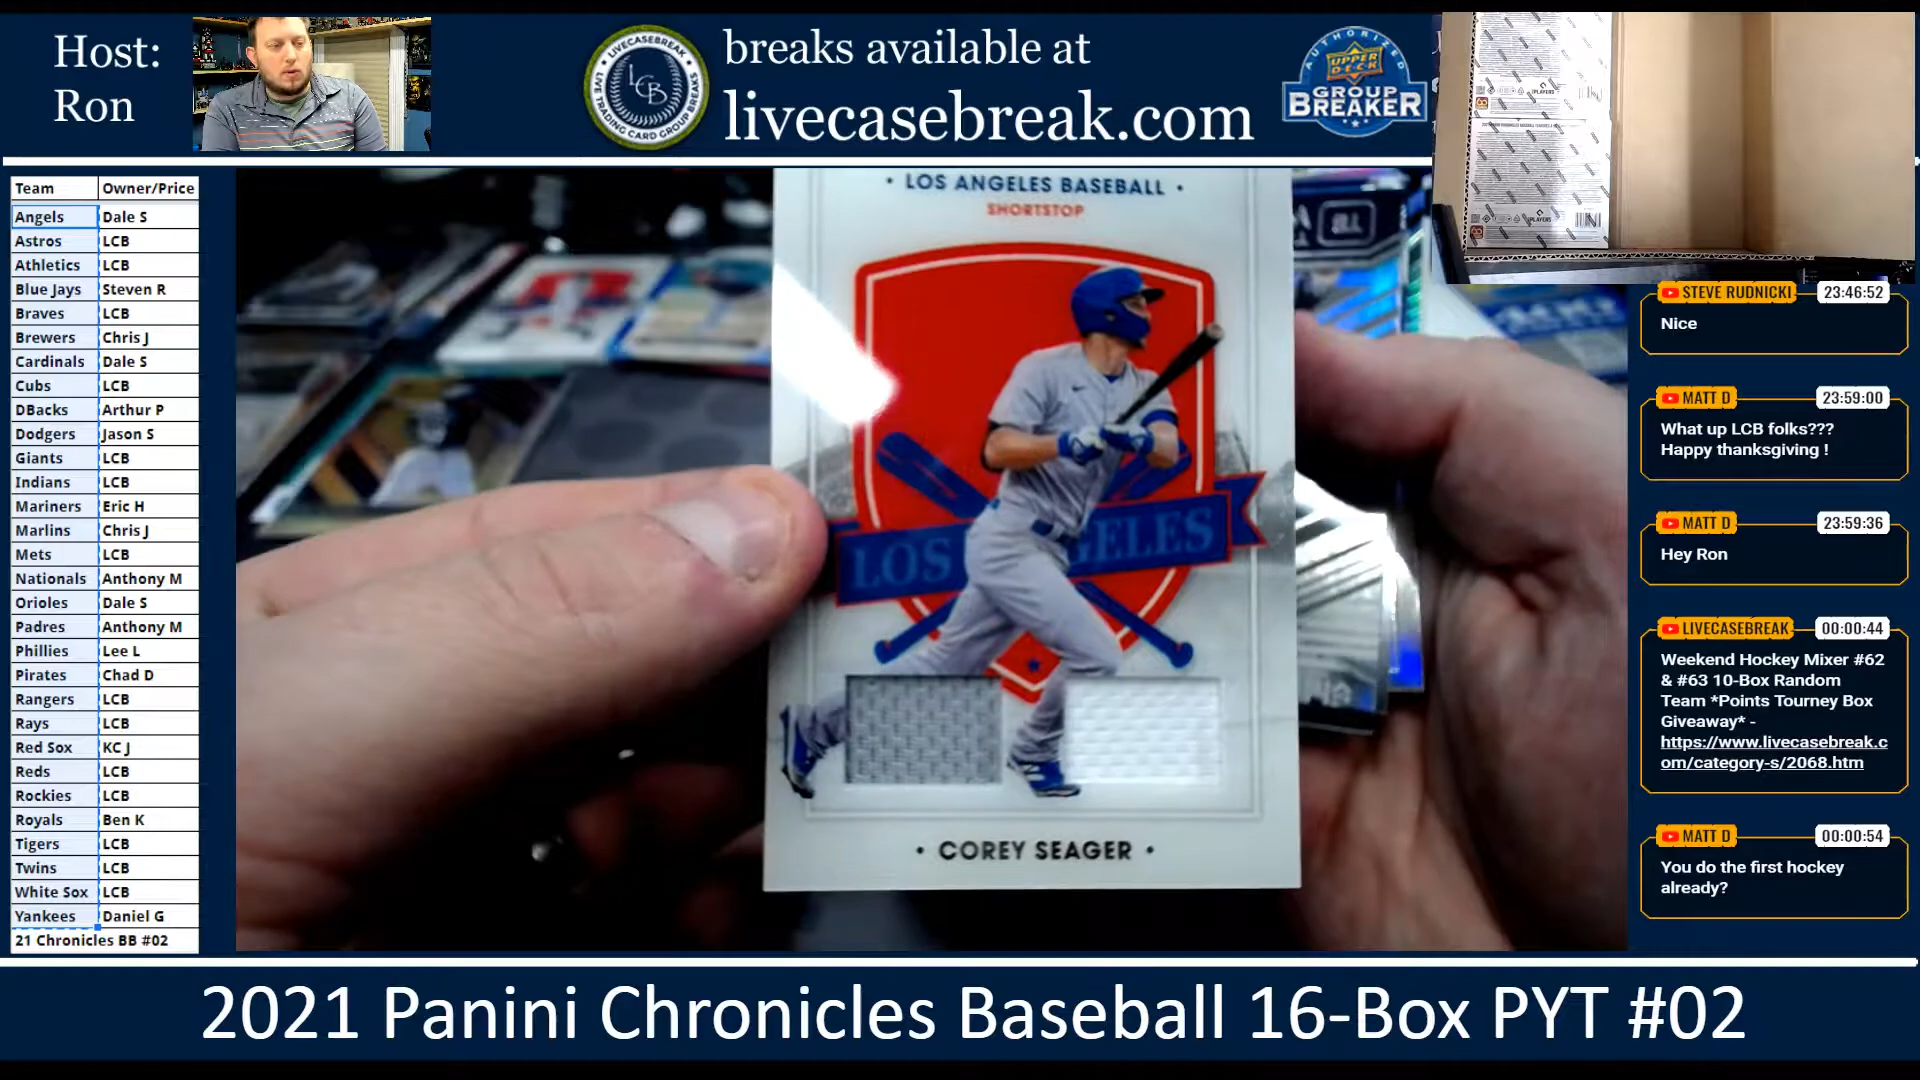 Host:
Ron
LIVECASEBREAK
LCB
LIVE TRADING CARD GROUP BREAKS
breaks available at
livecasebreak.com
AUTHORIZED
UPPER DECK
GROUP
BREAKER
Team Owner/Price
Angels Dale S
Astros LCB
Athletics LCB
Blue Jays Steven R
Braves LCB
Brewers Chris J
Cardinals Dale S
Cubs LCB
DBacks Arthur P
Dodgers Jason S
Giants LCB
Indians LCB
Mariners Eric H
Marlins Chris J
Mets LCB
Nationals Anthony M
Orioles Dale S
Padres Anthony M
Phillies Lee L
Pirates Chad D
Rangers LCB
Rays LCB
Red Sox KC J
Reds LCB
Rockies LCB
Royals Ben K
Tigers LCB
Twins LCB
White Sox LCB
Yankees Daniel G
21 Chronicles BB #02
• LOS ANGELES BASEBALL •
SHORTSTOP
LOS ANGELES
• COREY SEAGER •
STEVE RUDNICKI 23:46:52
Nice
MATT D 23:59:00
What up LCB folks???
Happy thanksgiving !
MATT D 23:59:36
Hey Ron
LIVECASEBREAK 00:00:44
Weekend Hockey Mixer #62
& #63 10-Box Random
Team *Points Tourney Box
Giveaway* -
https://www.livecasebreak.c
om/category-s/2068.htm
MATT D 00:00:54
You do the first hockey
already?
2021 Panini Chronicles Baseball 16-Box PYT #02